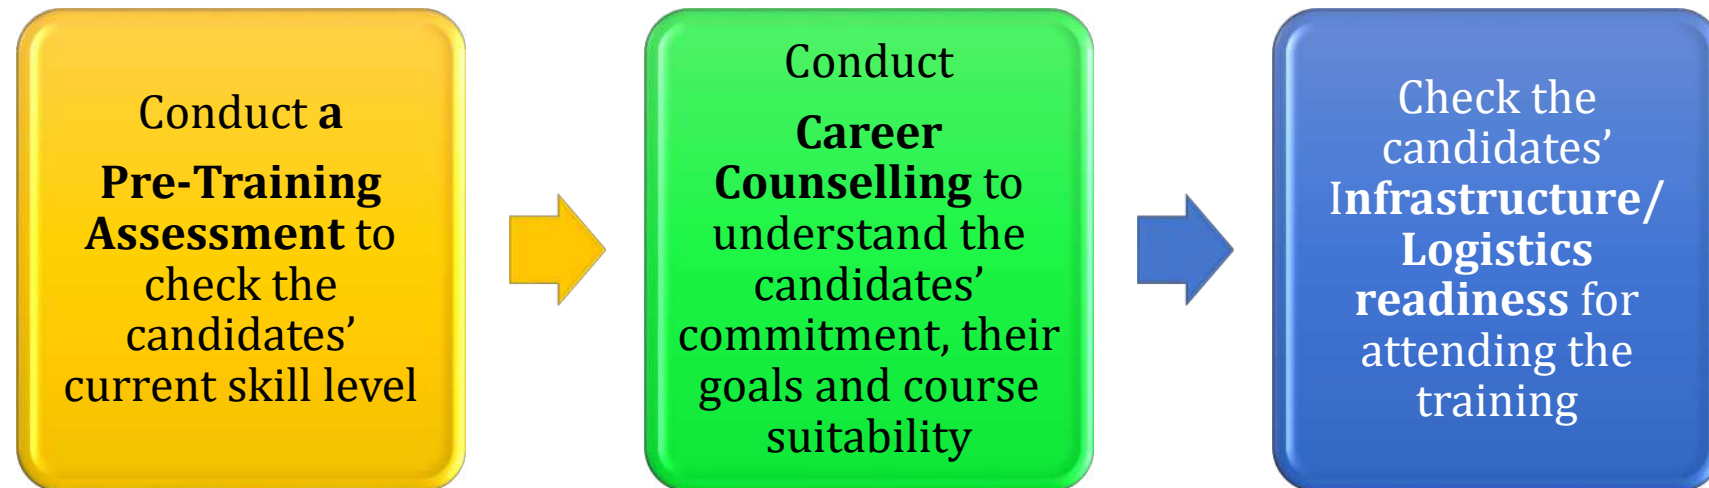 Conduct a
Pre-Training
Assessment to
check the
candidates’
current skill level
Conduct
Career
Counselling to
understand the
candidates’
commitment, their
goals and course
suitability
Check the
candidates’
Infrastructure/
Logistics
readiness for
attending the
training